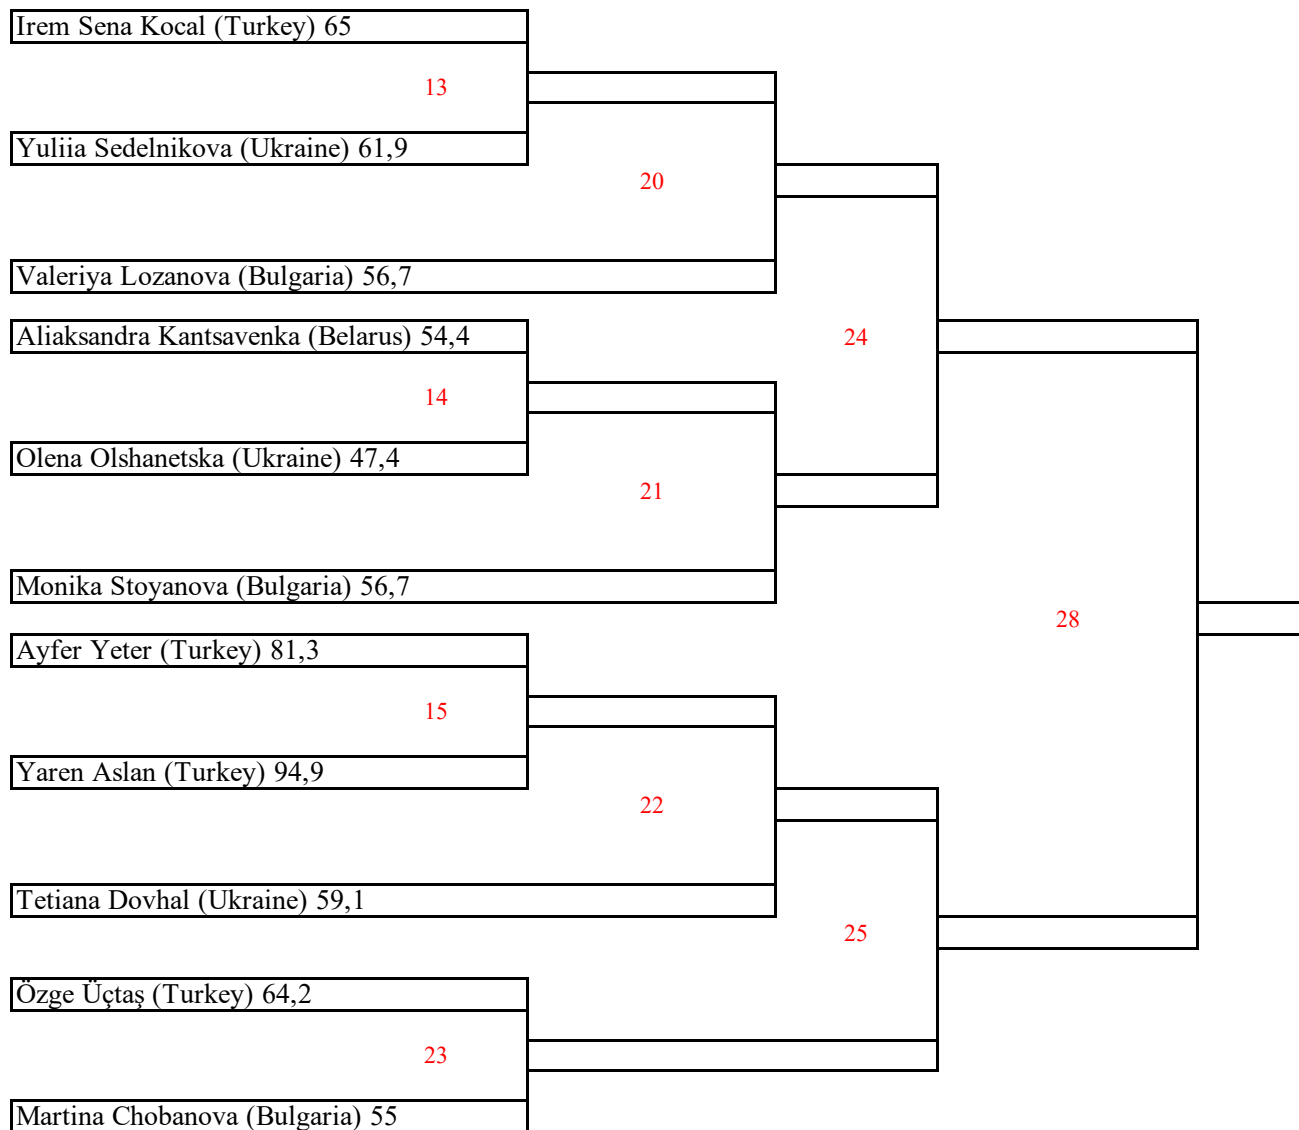 Irem Sena Kocal (Turkey) 65
13
Yuliia Sedelnikova (Ukraine) 61,9
20
Valeriya Lozanova (Bulgaria) 56,7
Aliaksandra Kantsavenka (Belarus) 54,4
24
14
Olena Olshanetska (Ukraine) 47,4
21
Monika Stoyanova (Bulgaria) 56,7
28
Ayfer Yeter (Turkey) 81,3
15
Yaren Aslan (Turkey) 94,9
22
Tetiana Dovhal (Ukraine) 59,1
25
Özge Üçtaş (Turkey) 64,2
23
Martina Chobanova (Bulgaria) 55